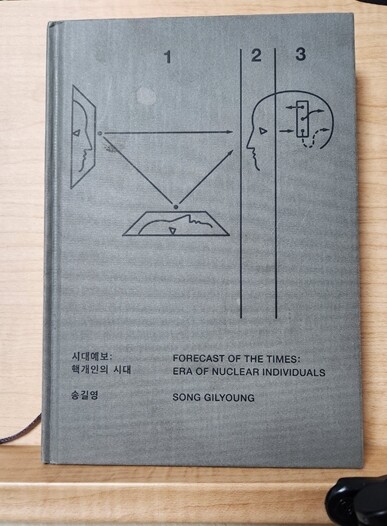 1 2 3
시대예보:
핵개인의 시대
송길영
FORECAST OF THE TIMES:
ERA OF NUCLEAR INDIVIDUALS
SONG GILYOUNG